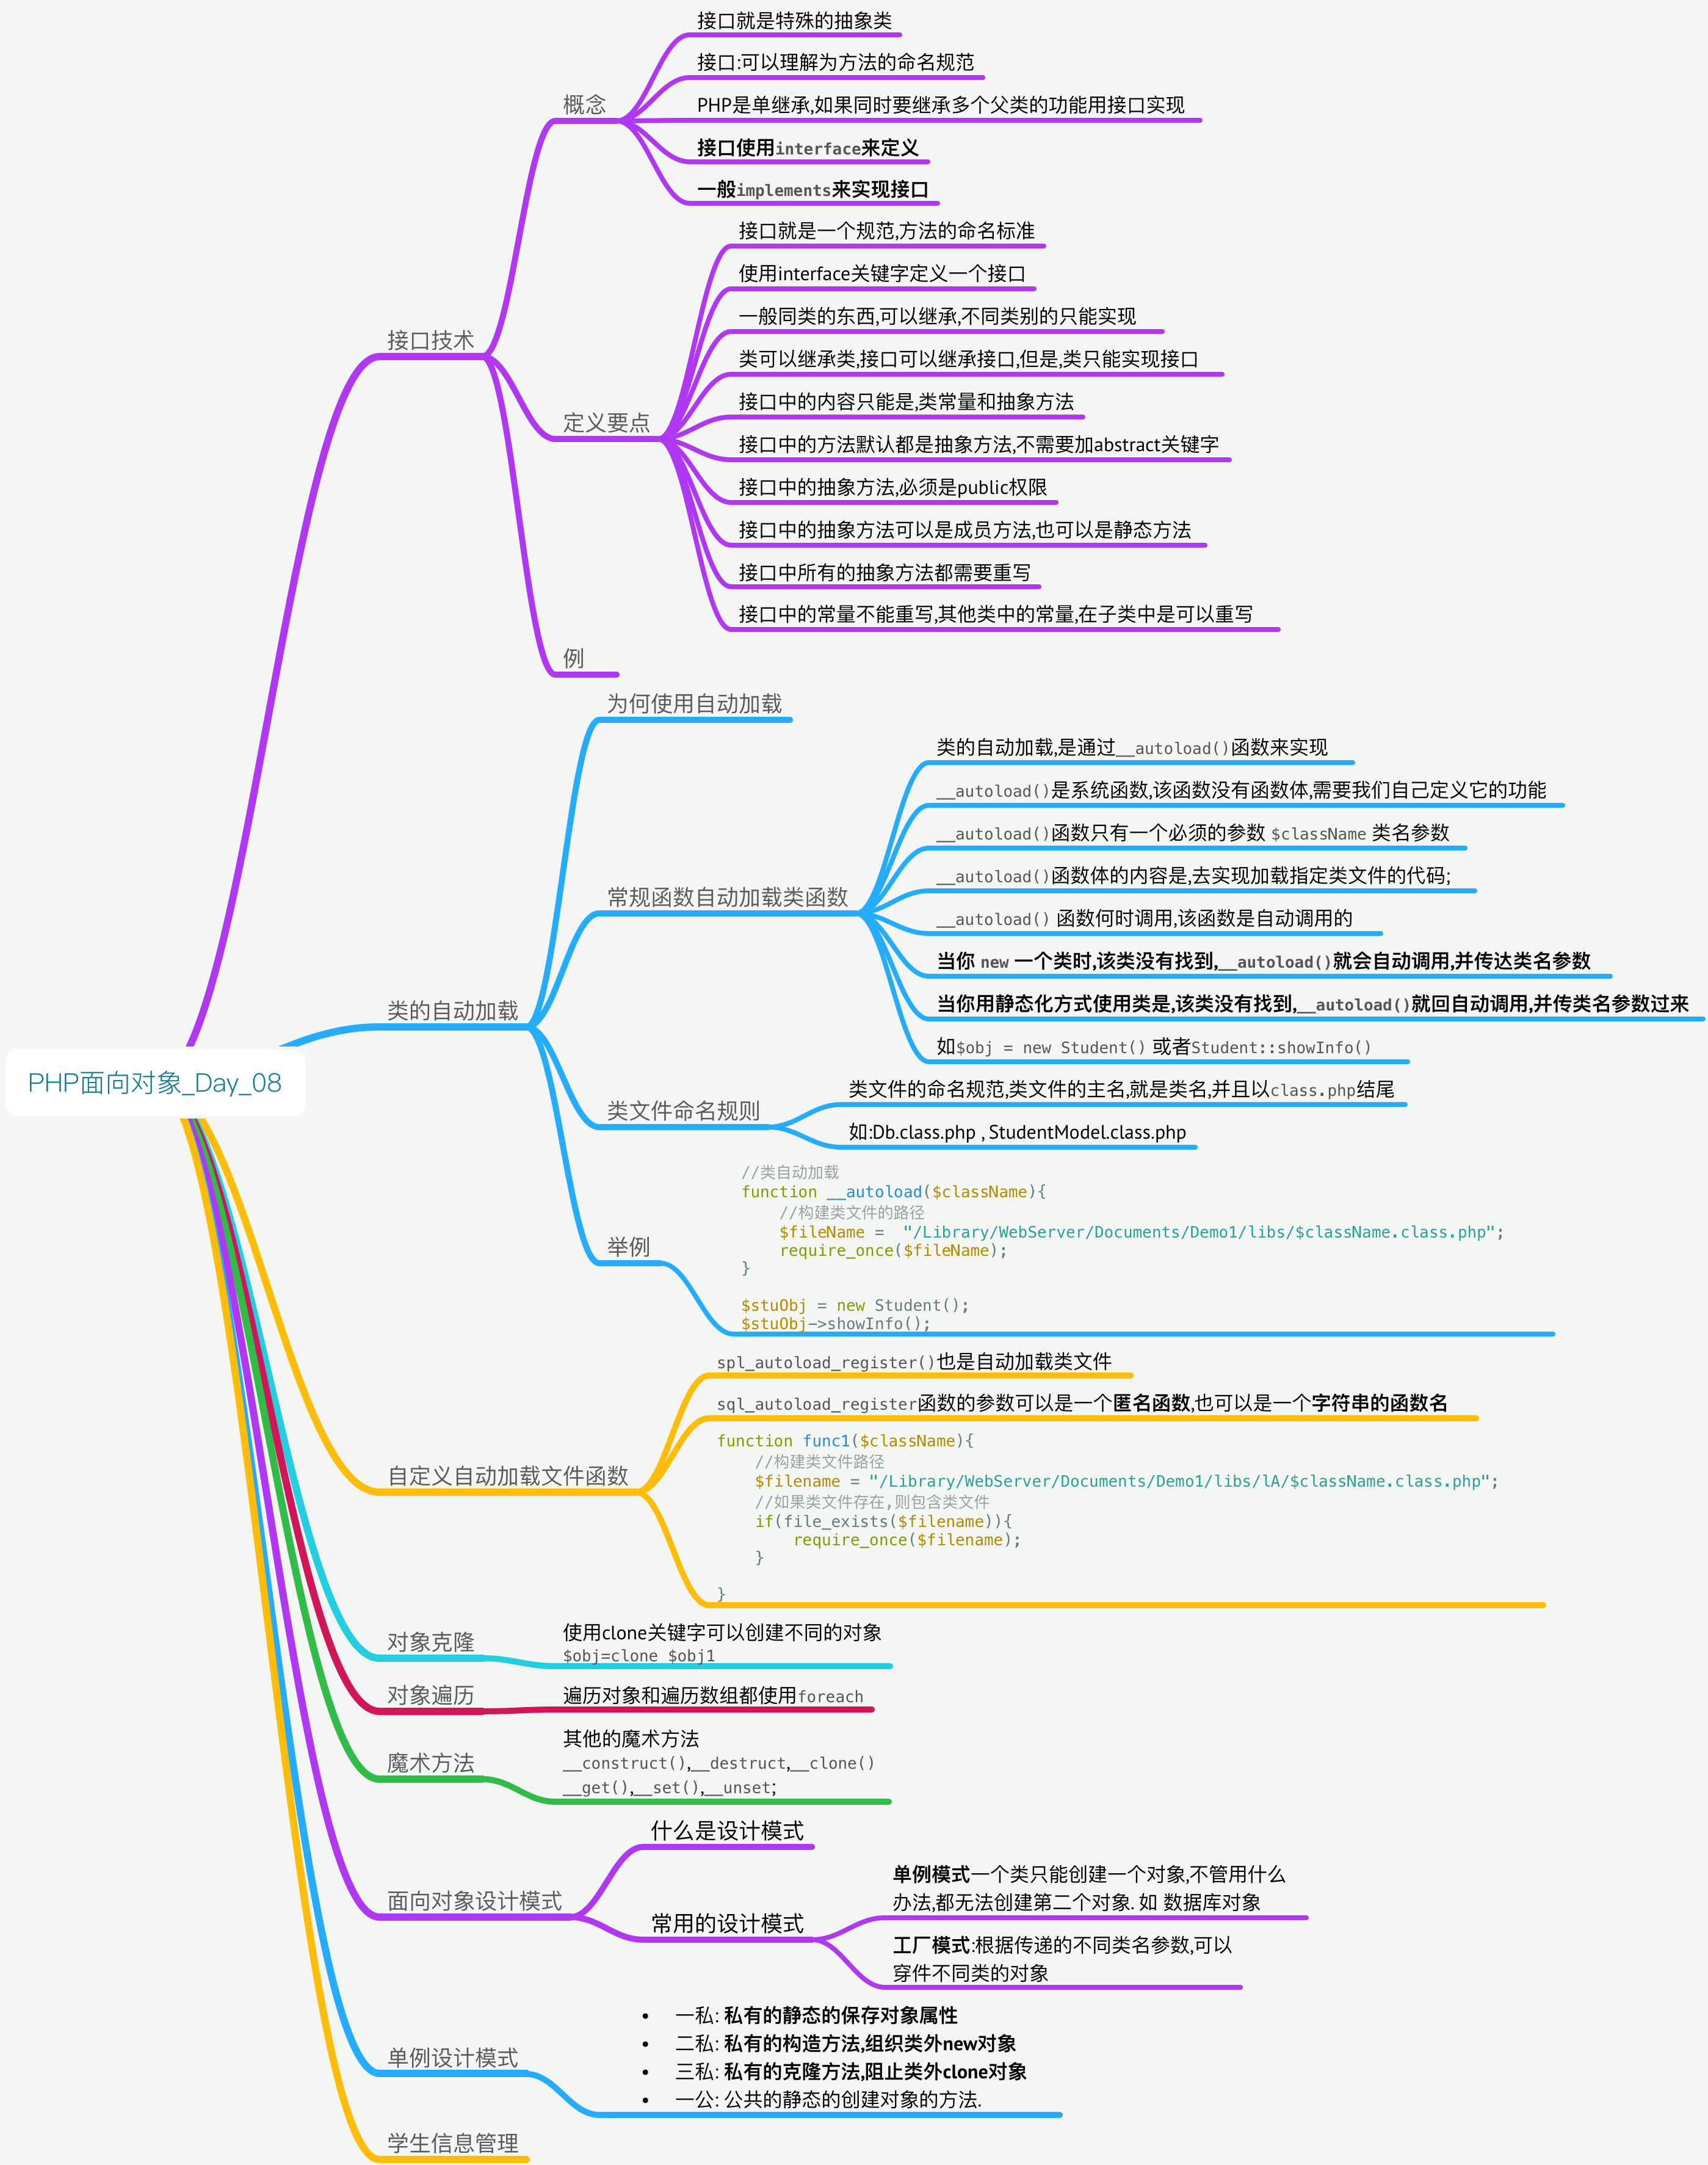 接口就是特殊的抽象类
接口:可以理解为方法的命名规范
概念
PHP是单继承,如果同时要继承多个父类的功能用接口实现
接口使用interface来定义
一般implements来实现接口
接口就是一个规范,方法的命名标准
使用interface关键字定义一个接口
一般同类的东西,可以继承,不同类别的只能实现
接口技术
类可以继承类,接口可以继承接口,但是,类只能实现接口
接口中的内容只能是,类常量和抽象方法
定义要点
接口中的方法默认都是抽象方法,不需要加abstract关键字
接口中的抽象方法,必须是public权限
接口中的抽象方法可以是成员方法,也可以是静态方法
接口中所有的抽象方法都需要重写
接口中的常量不能重写,其他类中的常量,在子类中是可以重写
例
为何使用自动加载
类的自动加载,是通过__autoload()函数来实现
__autoload()是系统函数,该函数没有函数体,需要我们自己定义它的功能
__autoload()函数只有一个必须的参数 $className 类名参数
__autoload()函数体的内容是,去实现加载指定类文件的代码;
常规函数自动加载类函数
__autoload() 函数何时调用,该函数是自动调用的
当你 new 一个类时,该类没有找到,__autoload()就会自动调用,并传达类名参数
当你用静态化方式使用类是,该类没有找到,__autoload()就回自动调用,并传类名参数过来
类的自动加载
如$obj = new Student() 或者Student::showInfo()
PHP面向对象_Day_08
类文件的命名规范,类文件的主名,就是类名,并且以class.php结尾
类文件命名规则
如:Db.class.php , StudentModel.class.php
//类自动加载
function __autoload($className){
//构建类文件的路径
$fileName =  "/Library/WebServer/Documents/Demo1/libs/$className.class.php";
举例
require_once($fileName);
}
$stuObj = new Student();
$stuObj->showInfo();
spl_autoload_register()也是自动加载类文件
sql_autoload_register函数的参数可以是一个匿名函数,也可以是一个字符串的函数名
function func1($className){
//构建类文件路径
自定义自动加载文件函数
$filename = "/Library/WebServer/Documents/Demo1/libs/lA/$className.class.php";
//如果类文件存在,则包含类文件
if(file_exists($filename)){
require_once($filename);
}
}
对象克隆
使用clone关键字可以创建不同的对象
$obj=clone $obj1
对象遍历
遍历对象和遍历数组都使用foreach
其他的魔术方法
魔术方法
__construct(),__destruct,__clone()
__get(),__set(),__unset;
什么是设计模式
面向对象设计模式
单例模式一个类只能创建一个对象,不管用什么
办法,都无法创建第二个对象. 如 数据库对象
常用的设计模式
工厂模式:根据传递的不同类名参数,可以
穿件不同类的对象
• 一私: 私有的静态的保存对象属性
• 二私: 私有的构造方法,组织类外new对象
单例设计模式
• 三私: 私有的克隆方法,阻止类外clone对象
• 一公: 公共的静态的创建对象的方法.
学生信息管理